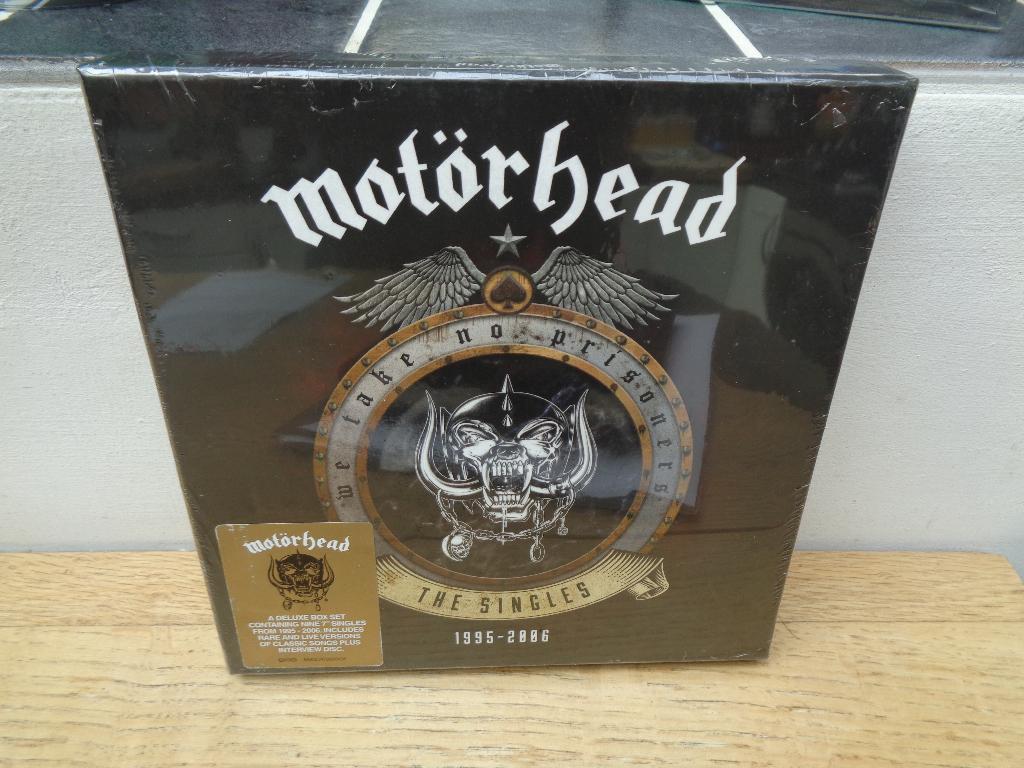 motörhead
we take no prisoners
THE SINGLES
1995-2006
motörhead
A DELUXE BOX SET
CONTAINING NINE 7" SINGLES
FROM 1995 - 2006. INCLUDES
RARE AND LIVE VERSIONS
OF CLASSIC SONGS PLUS
INTERVIEW DISC.